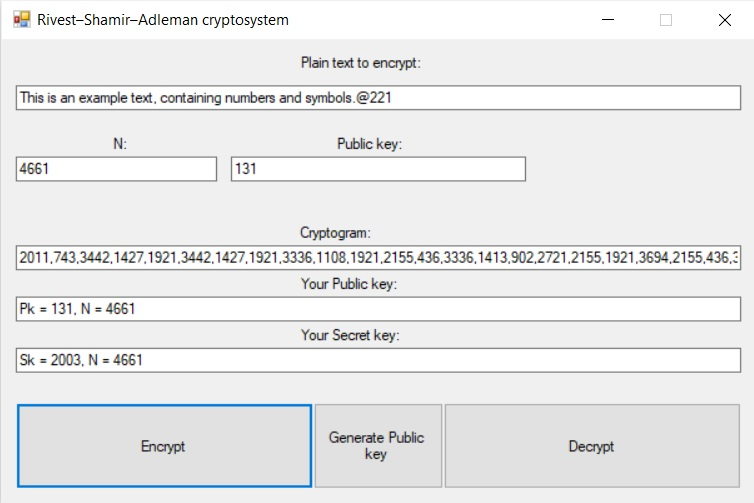 Rivest–Shamir–Adleman cryptosystem
Plain text to encrypt:
This is an example text, containing numbers and symbols.@221
N: Public key:
4661 131
Cryptogram:
2011,743,3442,1427,1921,3442,1427,1921,3336,1108,1921,2155,436,3336,1413,902,2721,2155,1921,3694,2155,436,
Your Public key:
Pk = 131, N = 4661
Your Secret key:
Sk = 2003, N = 4661
Encrypt Generate Public key Decrypt